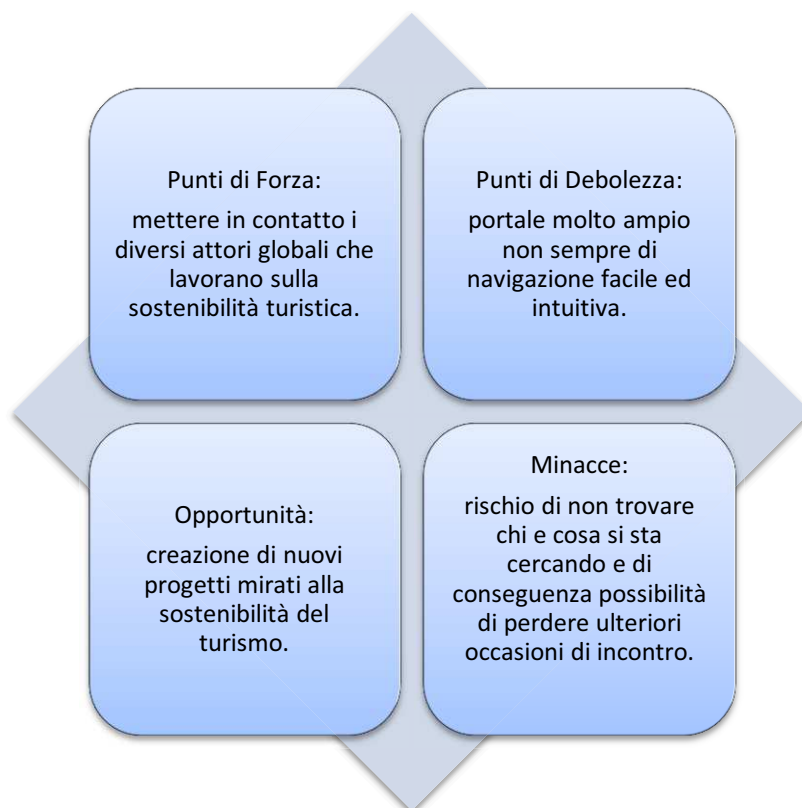 Punti di Forza:
mettere in contatto i
diversi attori globali che
lavorano sulla
sostenibilità turistica.
Punti di Debolezza:
portale molto ampio
non sempre di
navigazione facile ed
intuitiva.
Opportunità:
creazione di nuovi
progetti mirati alla
sostenibilità del
turismo.
Minacce:
rischio di non trovare
chi e cosa si sta
cercando e di
conseguenza possibilità
di perdere ulteriori
occasioni di incontro.